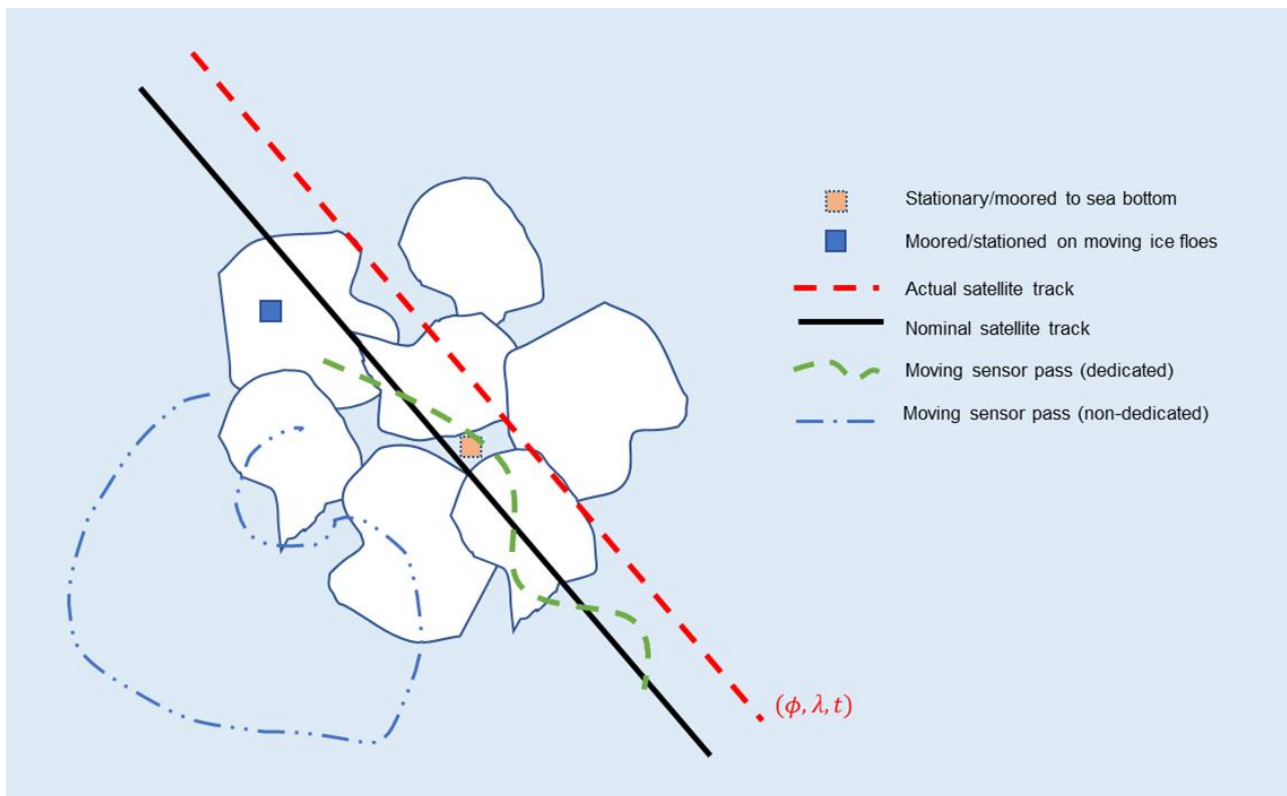 Stationary/moored to sea bottom
Moored/stationed on moving ice floes
Actual satellite track
Nominal satellite track
Moving sensor pass (dedicated)
Moving sensor pass (non-dedicated)
(ϕ, λ, t)